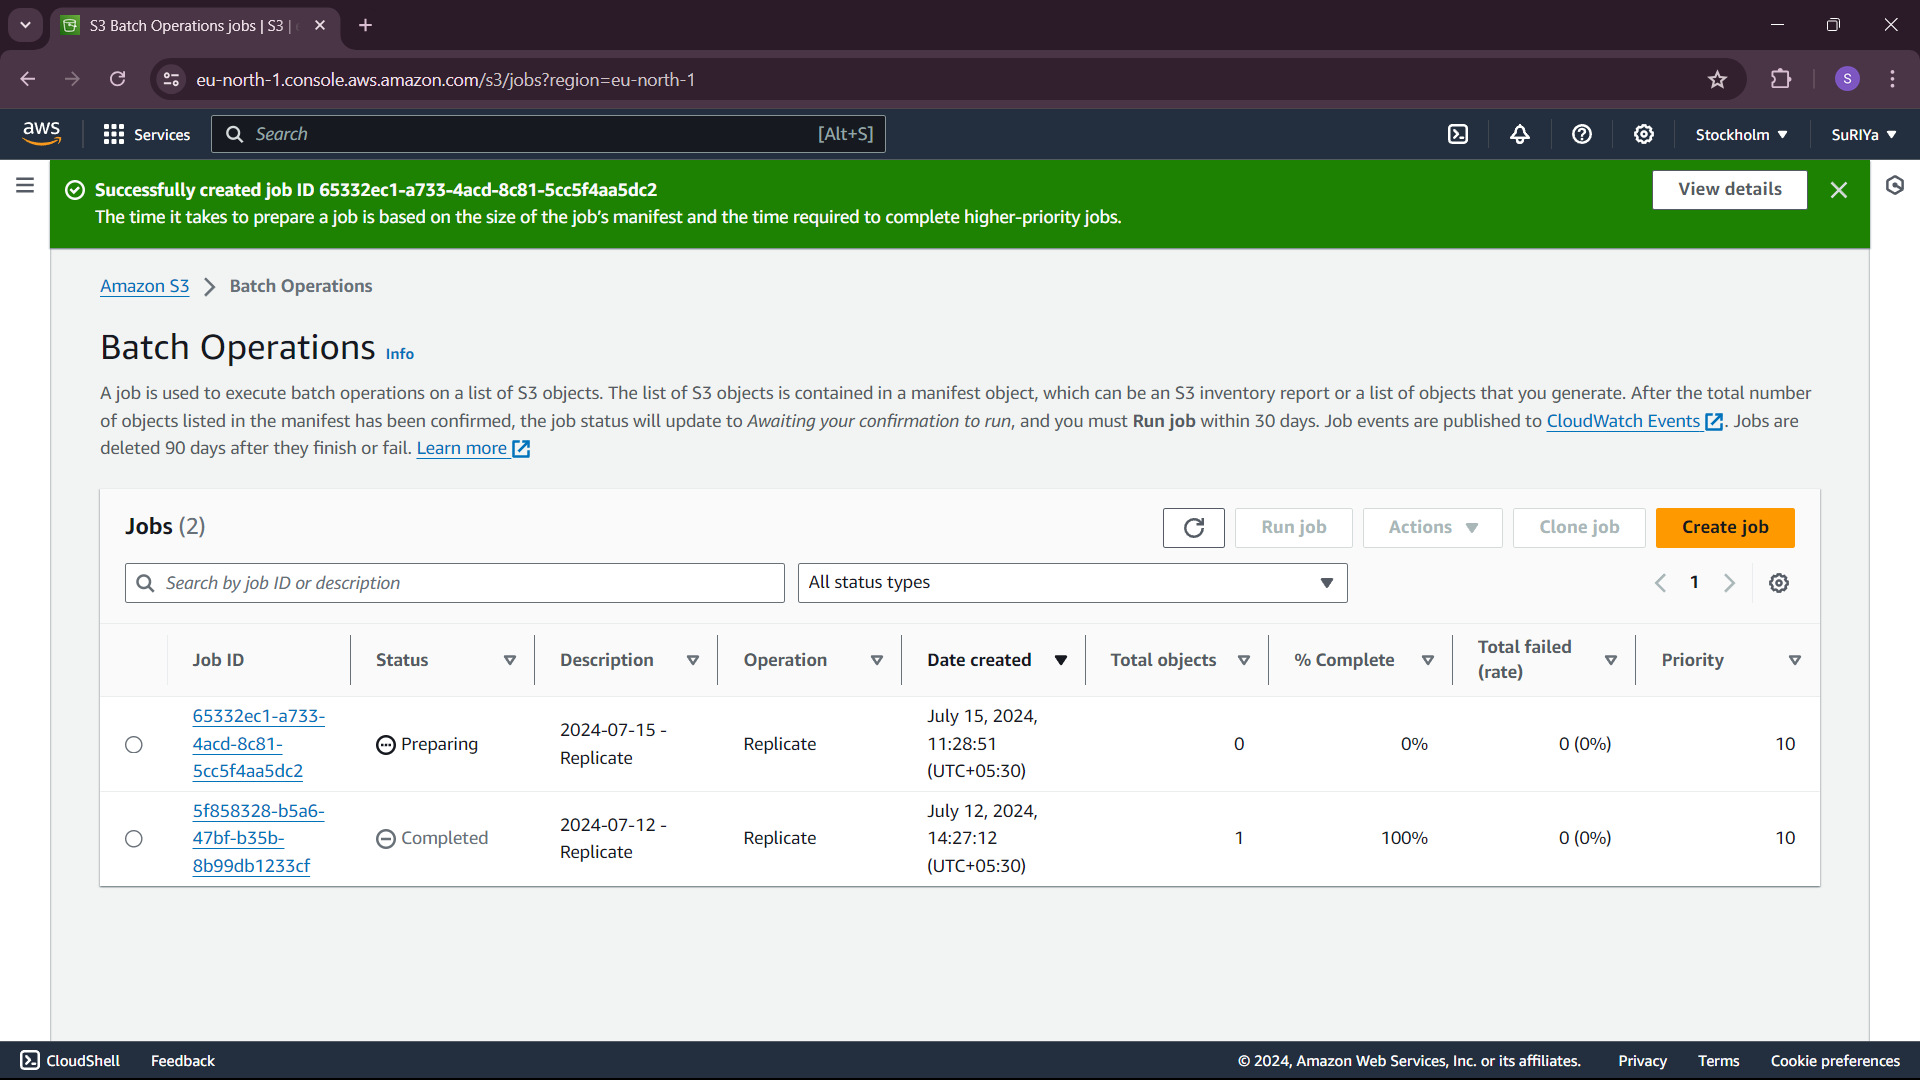 S3 Batch Operations jobs | S3 |
eu-north-1.console.aws.amazon.com/s3/jobs?region=eu-north-1
S
aws
Services
Search
[Alt+S]
Stockholm
SuRIYa
Successfully created job ID 65332ec1-a733-4acd-8c81-5cc5f4aa5dc2
The time it takes to prepare a job is based on the size of the job's manifest and the time required to complete higher-priority jobs.
View details
Amazon S3
Batch Operations
Batch Operations Info
A job is used to execute batch operations on a list of S3 objects. The list of S3 objects is contained in a manifest object, which can be an S3 inventory report or a list of objects that you generate. After the total number
of objects listed in the manifest has been confirmed, the job status will update to Awaiting your confirmation to run, and you must Run job within 30 days. Job events are published to CloudWatch Events. Jobs are
deleted 90 days after they finish or fail. Learn more
Jobs (2)
Run job
Actions
Clone job
Create job
Search by job ID or description
All status types
1
Job ID
Status
Description
Operation
Date created
Total objects
% Complete
Total failed
(rate)
Priority
65332ec1-a733-
4acd-8c81-
5cc5f4aa5dc2
Preparing
2024-07-15 -
Replicate
Replicate
July 15, 2024,
11:28:51
(UTC+05:30)
0
0%
0 (0%)
10
5f858328-b5a6-
47bf-b35b-
8b99db1233cf
Completed
2024-07-12 -
Replicate
Replicate
July 12, 2024,
14:27:12
(UTC+05:30)
1
100%
0 (0%)
10
CloudShell
Feedback
© 2024, Amazon Web Services, Inc. or its affiliates.
Privacy
Terms
Cookie preferences